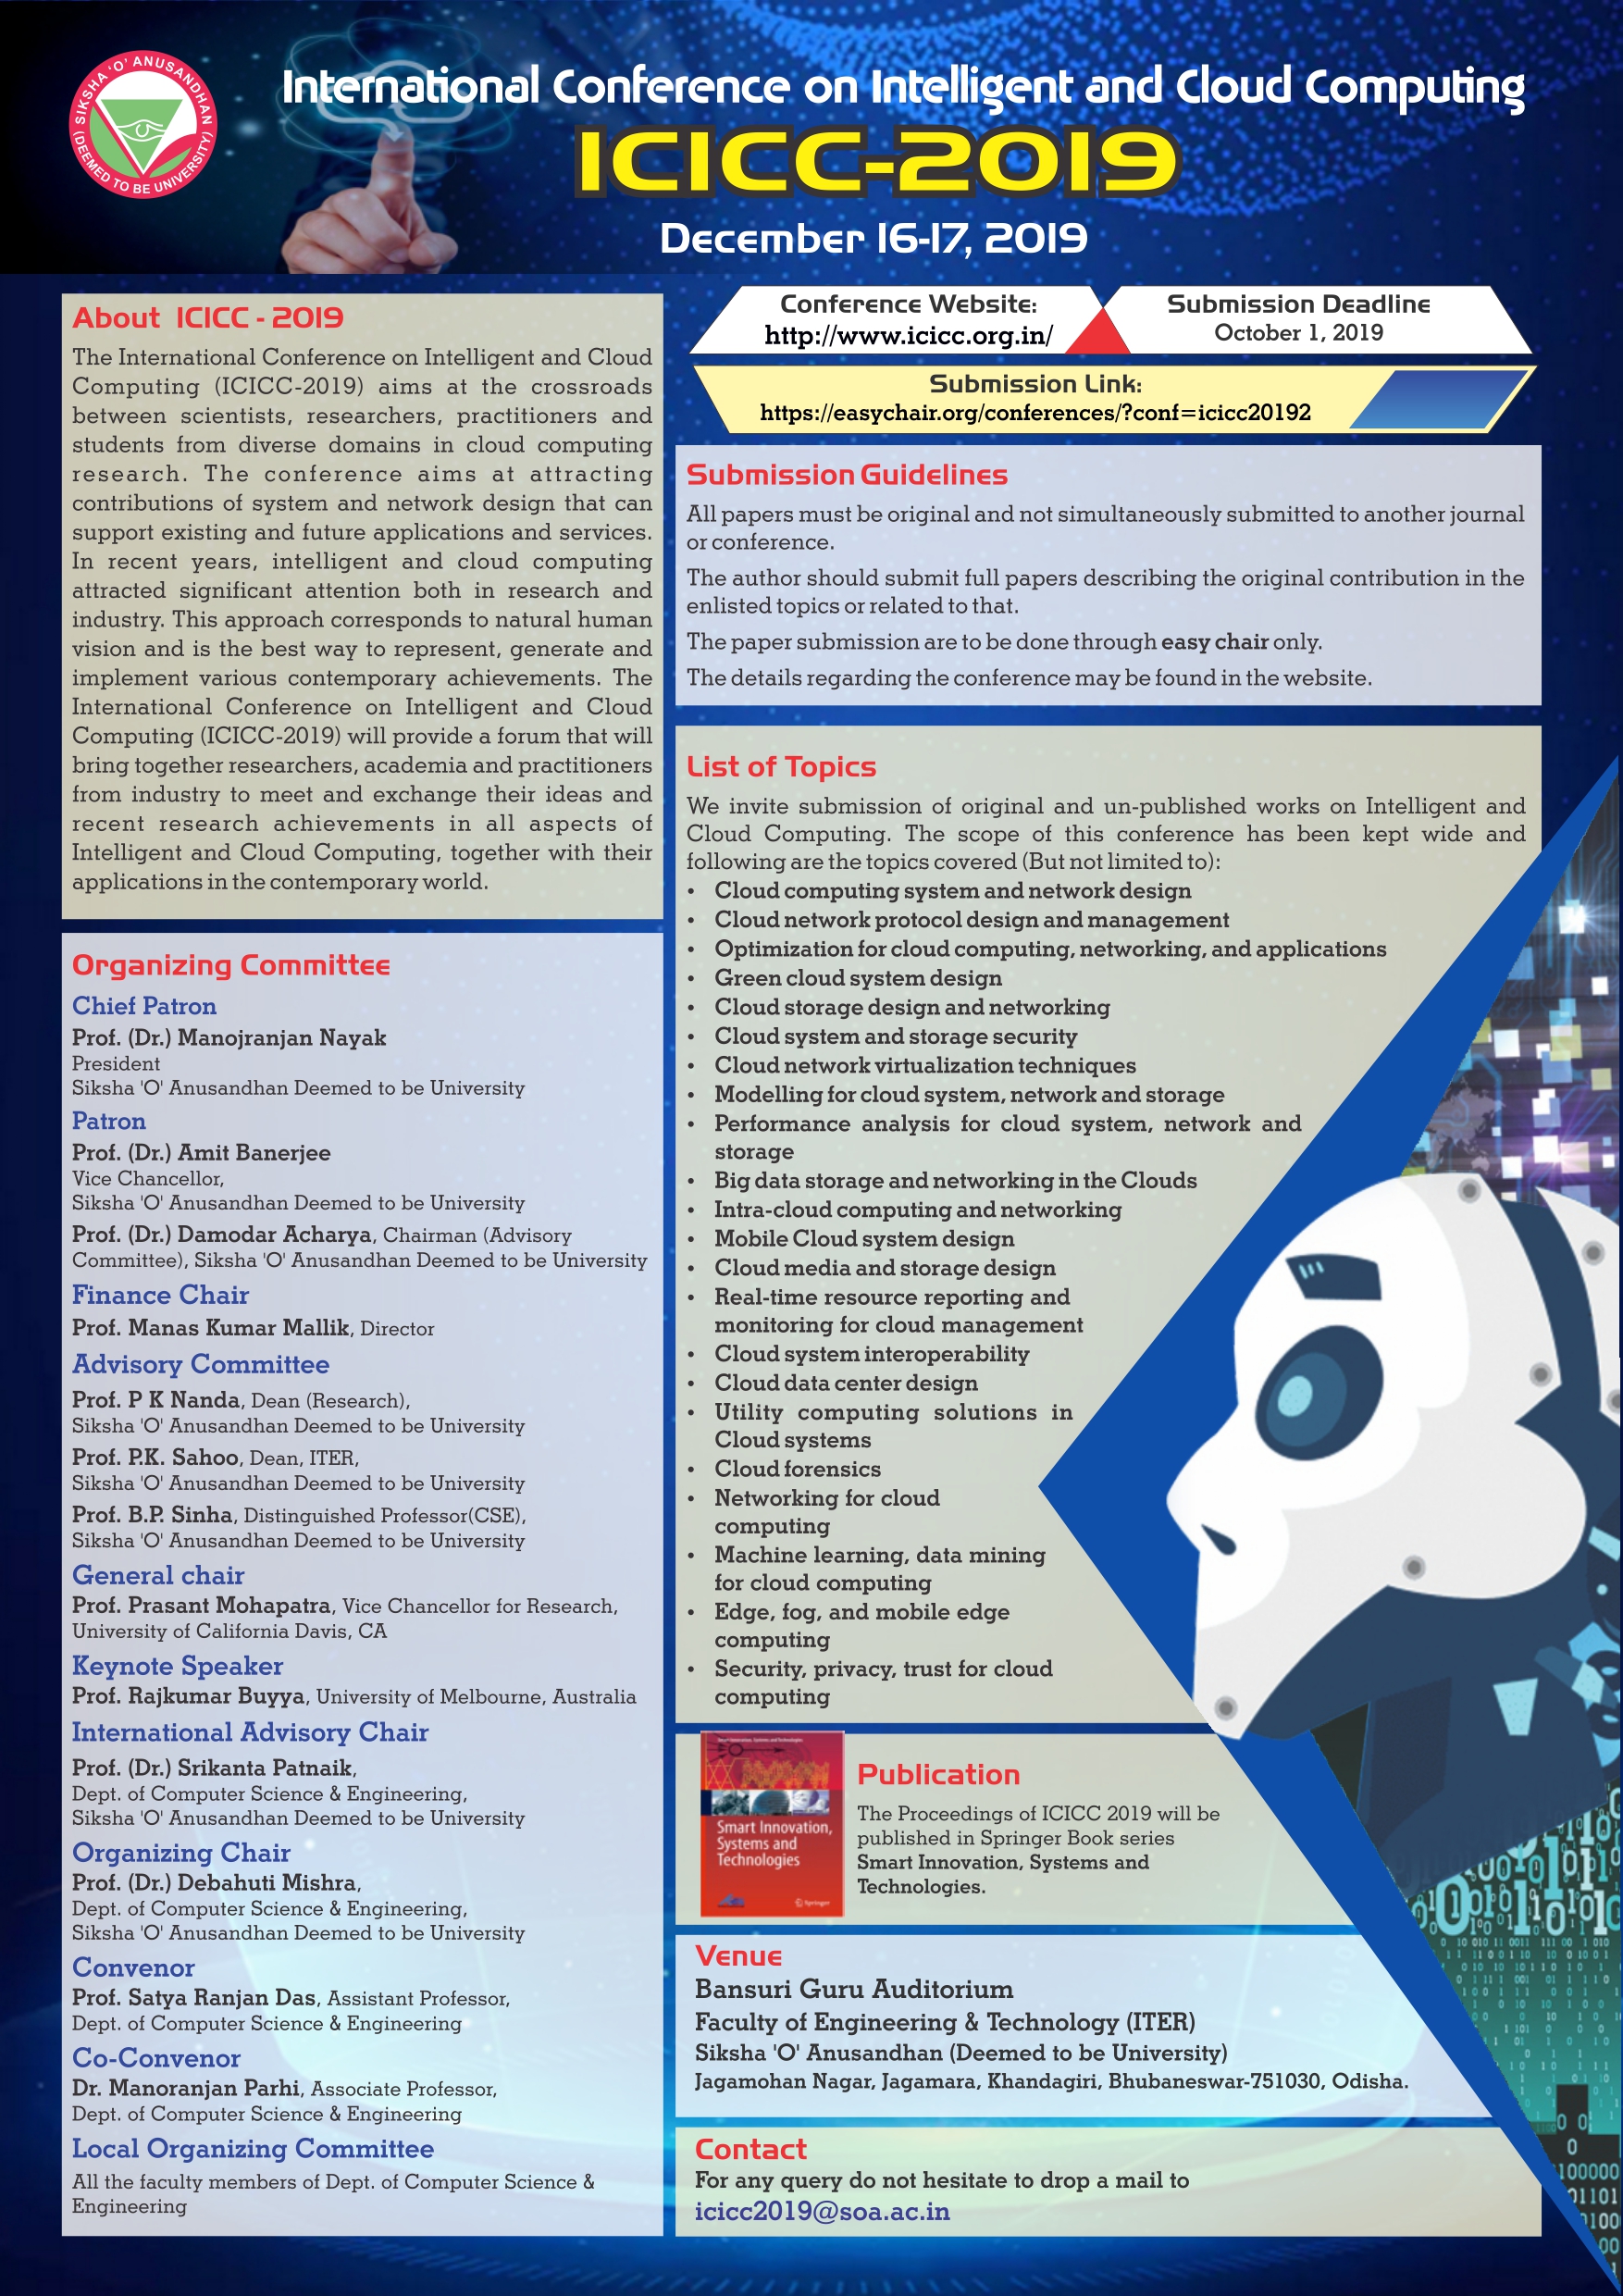 SIKSHA 'O' ANUSANDHAN
(DEEMED TO BE UNIVERSITY)
International Conference on Intelligent and Cloud Computing
ICICC-2019
December 16-17, 2019
About ICICC - 2019
The International Conference on Intelligent and Cloud
Computing (ICICC-2019) aims at the crossroads
between scientists, researchers, practitioners and
students from diverse domains in cloud computing
research. The conference aims at attracting
contributions of system and network design that can
support existing and future applications and services.
In recent years, intelligent and cloud computing
attracted significant attention both in research and
industry. This approach corresponds to natural human
vision and is the best way to represent, generate and
implement various contemporary achievements. The
International Conference on Intelligent and Cloud
Computing (ICICC-2019) will provide a forum that will
bring together researchers, academia and practitioners
from industry to meet and exchange their ideas and
recent research achievements in all aspects of
Intelligent and Cloud Computing, together with their
applications in the contemporary world.
Organizing Committee
Chief Patron
Prof. (Dr.) Manojranjan Nayak
President
Siksha 'O' Anusandhan Deemed to be University
Patron
Prof. (Dr.) Amit Banerjee
Vice Chancellor,
Siksha 'O' Anusandhan Deemed to be University
Prof. (Dr.) Damodar Acharya, Chairman (Advisory
Committee), Siksha 'O' Anusandhan Deemed to be University
Finance Chair
Prof. Manas Kumar Mallik, Director
Advisory Committee
Prof. P K Nanda, Dean (Research),
Siksha 'O' Anusandhan Deemed to be University
Prof. P.K. Sahoo, Dean, ITER,
Siksha 'O' Anusandhan Deemed to be University
Prof. B.P. Sinha, Distinguished Professor(CSE),
Siksha 'O' Anusandhan Deemed to be University
General chair
Prof. Prasant Mohapatra, Vice Chancellor for Research,
University of California Davis, CA
Keynote Speaker
Prof. Rajkumar Buyya, University of Melbourne, Australia
International Advisory Chair
Prof. (Dr.) Srikanta Patnaik,
Dept. of Computer Science & Engineering,
Siksha 'O' Anusandhan Deemed to be University
Organizing Chair
Prof. (Dr.) Debahuti Mishra,
Dept. of Computer Science & Engineering,
Siksha 'O' Anusandhan Deemed to be University
Convenor
Prof. Satya Ranjan Das, Assistant Professor,
Dept. of Computer Science & Engineering
Co-Convenor
Dr. Manoranjan Parhi, Associate Professor,
Dept. of Computer Science & Engineering
Local Organizing Committee
All the faculty members of Dept. of Computer Science &
Engineering
Conference Website:
http://www.icicc.org.in/
Submission Deadline
October 1, 2019
Submission Link:
https://easychair.org/conferences/?conf=icicc20192
Submission Guidelines
All papers must be original and not simultaneously submitted to another journal
or conference.
The author should submit full papers describing the original contribution in the
enlisted topics or related to that.
The paper submission are to be done through easy chair only.
The details regarding the conference may be found in the website.
List of Topics
We invite submission of original and un-published works on Intelligent and
Cloud Computing. The scope of this conference has been kept wide and
following are the topics covered (But not limited to):
• Cloud computing system and network design
• Cloud network protocol design and management
• Optimization for cloud computing, networking, and applications
• Green cloud system design
• Cloud storage design and networking
• Cloud system and storage security
• Cloud network virtualization techniques
• Modelling for cloud system, network and storage
• Performance analysis for cloud system, network and
storage
• Big data storage and networking in the Clouds
• Intra-cloud computing and networking
• Mobile Cloud system design
• Cloud media and storage design
• Real-time resource reporting and
monitoring for cloud management
• Cloud system interoperability
• Cloud data center design
• Utility computing solutions in
Cloud systems
• Cloud forensics
• Networking for cloud
computing
• Machine learning, data mining
for cloud computing
• Edge, fog, and mobile edge
computing
• Security, privacy, trust for cloud
computing
Smart Innovation, Systems and Technologies
Smart Innovation,
Systems and
Technologies
Springer
Publication
The Proceedings of ICICC 2019 will be
published in Springer Book series
Smart Innovation, Systems and
Technologies.
Venue
Bansuri Guru Auditorium
Faculty of Engineering & Technology (ITER)
Siksha 'O' Anusandhan (Deemed to be University)
Jagamohan Nagar, Jagamara, Khandagiri, Bhubaneswar-751030, Odisha.
Contact
For any query do not hesitate to drop a mail to
icicc2019@soa.ac.in